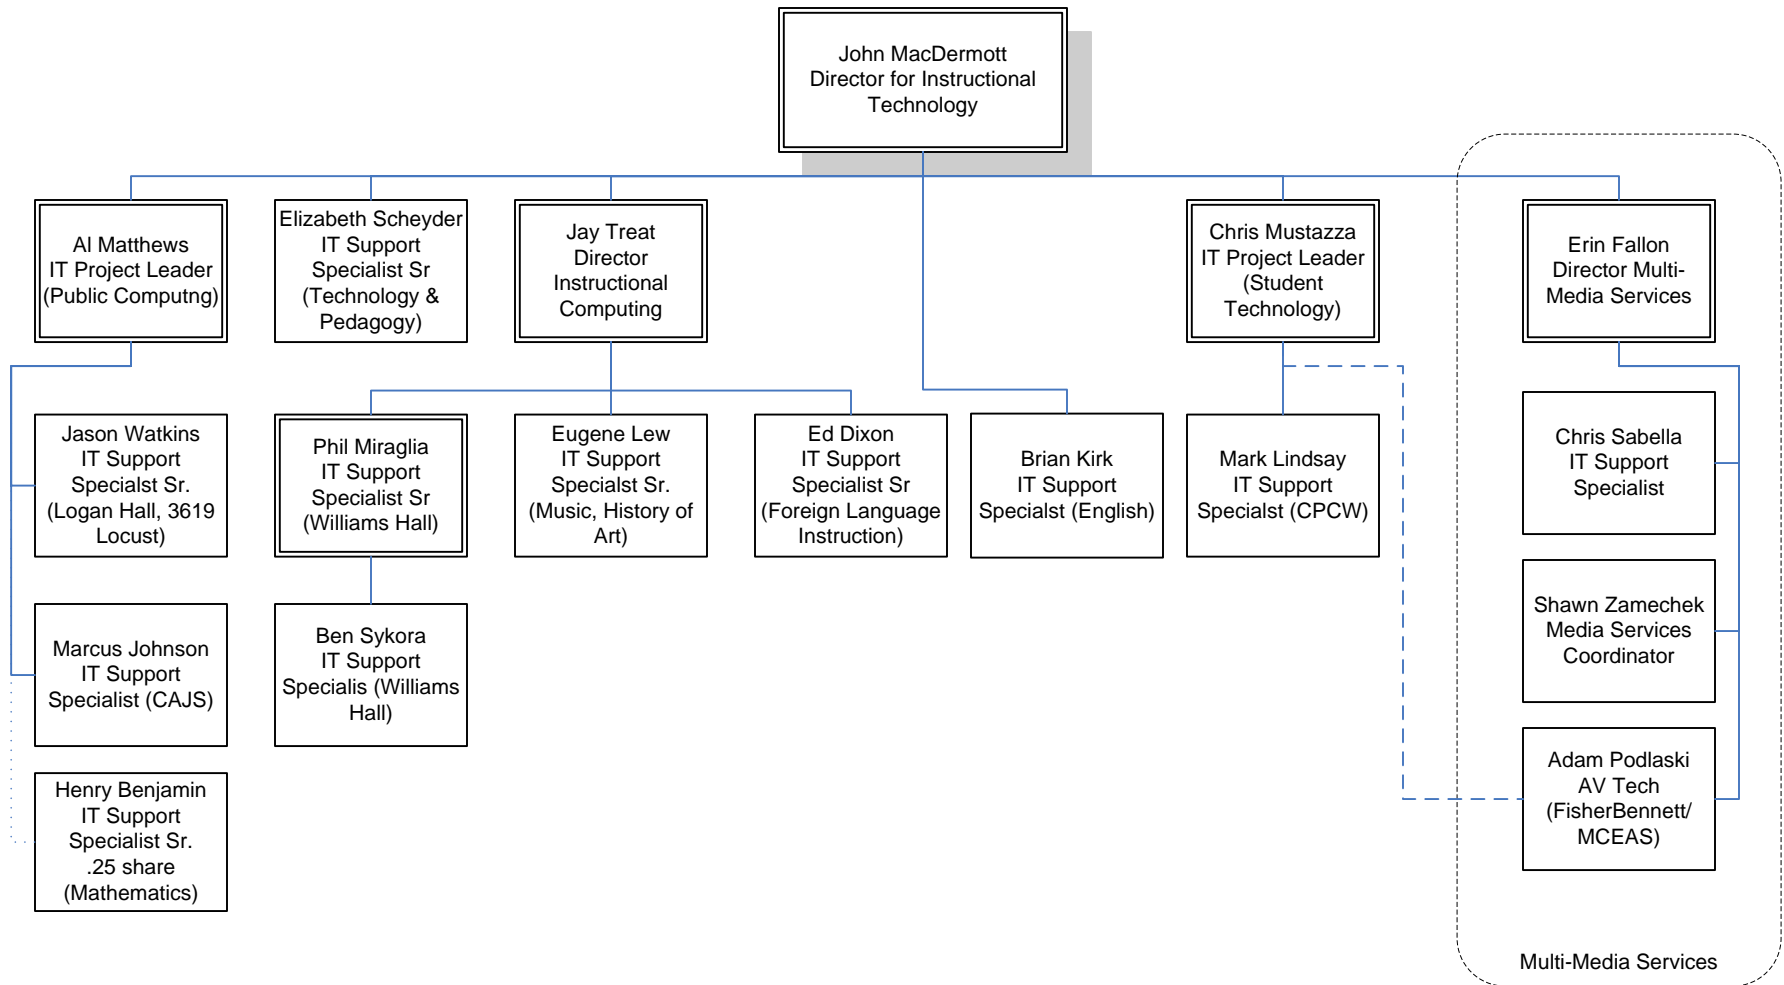 John MacDermott
Director for Instructional
Technology
Al Matthews
IT Project Leader
(Public Computng)
Elizabeth Scheyder
IT Support
Specialist Sr
(Technology &
Pedagogy)
Jay Treat
Director
Instructional
Computing
Chris Mustazza
IT Project Leader
(Student
Technology)
Erin Fallon
Director Multi-
Media Services
Jason Watkins
IT Support
Specialst Sr.
(Logan Hall, 3619
Locust)
Phil Miraglia
IT Support
Specialist Sr
(Williams Hall)
Eugene Lew
IT Support
Specialst Sr.
(Music, History of
Art)
Ed Dixon
IT Support
Specialist Sr
(Foreign Language
Instruction)
Brian Kirk
IT Support
Specialst (English)
Mark Lindsay
IT Support
Specialst (CPCW)
Chris Sabella
IT Support
Specialist
Marcus Johnson
IT Support
Specialist (CAJS)
Ben Sykora
IT Support
Specialis (Williams
Hall)
Shawn Zamechek
Media Services
Coordinator
Henry Benjamin
IT Support
Specialist Sr.
.25 share
(Mathematics)
Adam Podlaski
AV Tech
(FisherBennett/
MCEAS)
Multi-Media Services